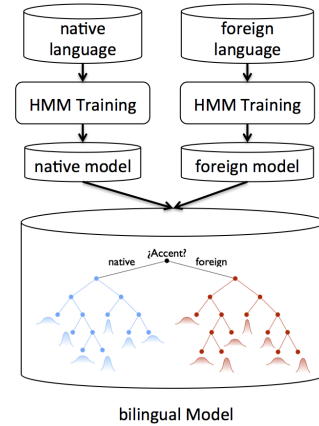 native
language
foreign
language
HMM Training
HMM Training
native model
foreign model
¿Accent?
native
foreign
bilingual Model